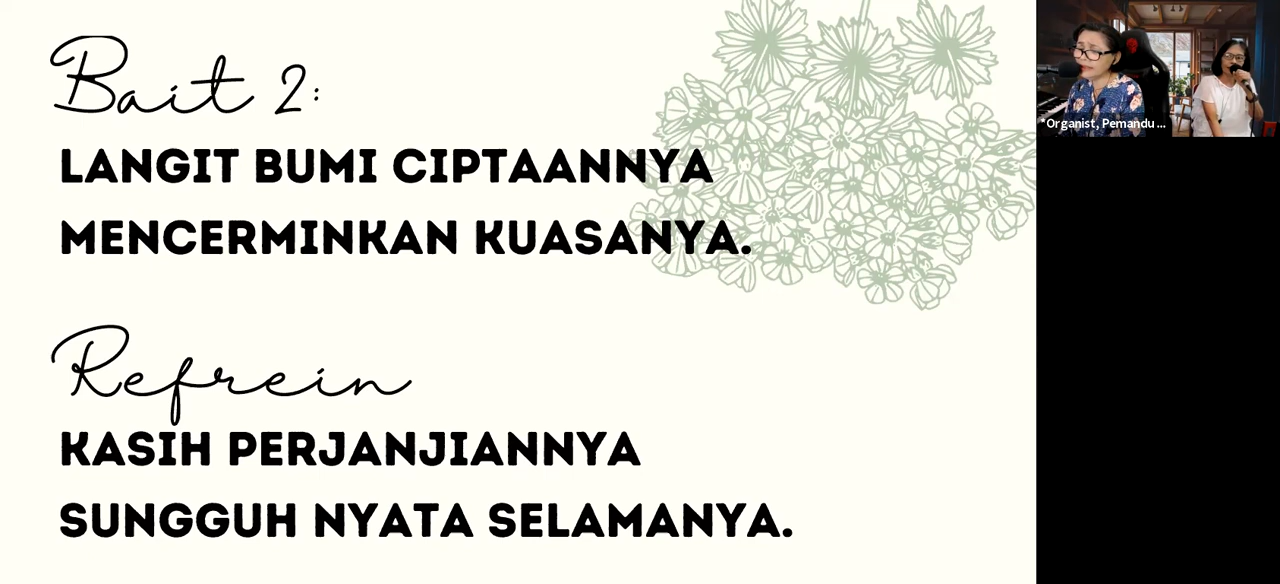 Bait 2:
LANGIT BUMI CIPTAANNYA
MENCERMINKAN KUASANYA.
Refrein
KASIH PERJANJIANNYA
SUNGGUH NYATA SELAMANYA.
*Organist, Pemandu ...